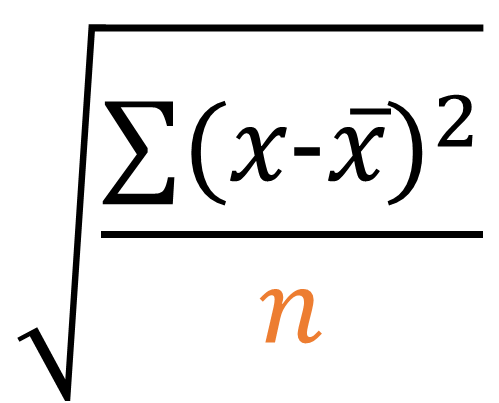 √
∑(x-x̄)²
n